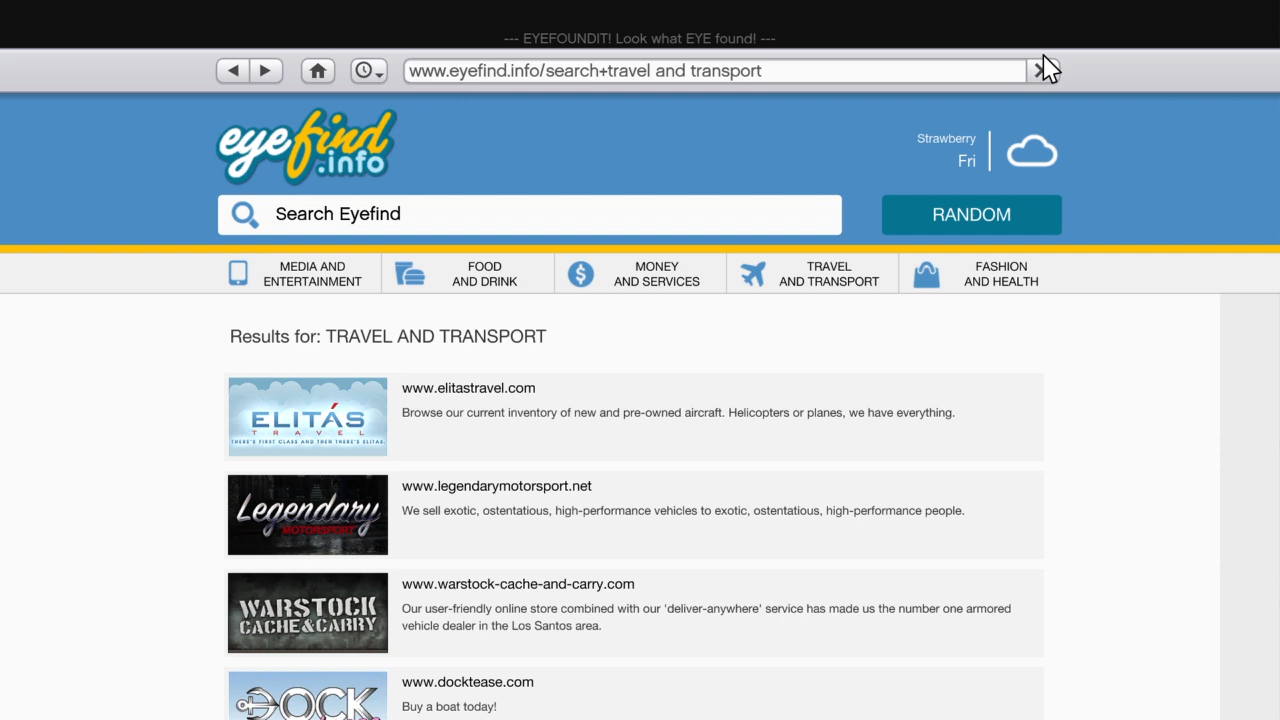 --- EYEFOUNDIT! Look what EYE found! ---
www.eyefind.info/search+travel and transport
eyefind
.info
Strawberry
Fri
Search Eyefind
RANDOM
MEDIA AND
ENTERTAINMENT
FOOD
AND DRINK
MONEY
AND SERVICES
TRAVEL
AND TRANSPORT
FASHION
AND HEALTH
Results for: TRAVEL AND TRANSPORT
ELITÁS
TRAVEL
THERE'S FIRST CLASS AND THEN THERE'S ELITAS.
www.elitastravel.com
Browse our current inventory of new and pre-owned aircraft. Helicopters or planes, we have everything.
Legendary
MOTORSPORT
www.legendarymotorsport.net
We sell exotic, ostentatious, high-performance vehicles to exotic, ostentatious, high-performance people.
WARSTOCK
CACHE&CARRY
www.warstock-cache-and-carry.com
Our user-friendly online store combined with our 'deliver-anywhere' service has made us the number one armored
vehicle dealer in the Los Santos area.
DOCK
www.docktease.com
Buy a boat today!